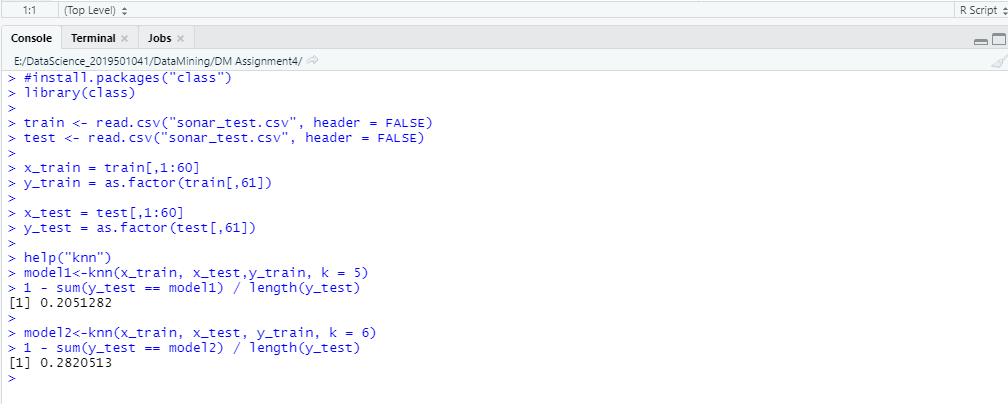 1:1 (Top Level) R Script
Console Terminal Jobs
E:/DataScience_2019501041/DataMining/DM Assignment4/
> #install.packages("class")
> library(class)
>
> train <- read.csv("sonar_test.csv", header = FALSE)
> test <- read.csv("sonar_test.csv", header = FALSE)
>
> x_train = train[,1:60]
> y_train = as.factor(train[,61])
>
> x_test = test[,1:60]
> y_test = as.factor(test[,61])
>
> help("knn")
> model1<-knn(x_train, x_test,y_train, k = 5)
> 1 - sum(y_test == model1) / length(y_test)
[1] 0.2051282
>
> model2<-knn(x_train, x_test, y_train, k = 6)
> 1 - sum(y_test == model2) / length(y_test)
[1] 0.2820513
>